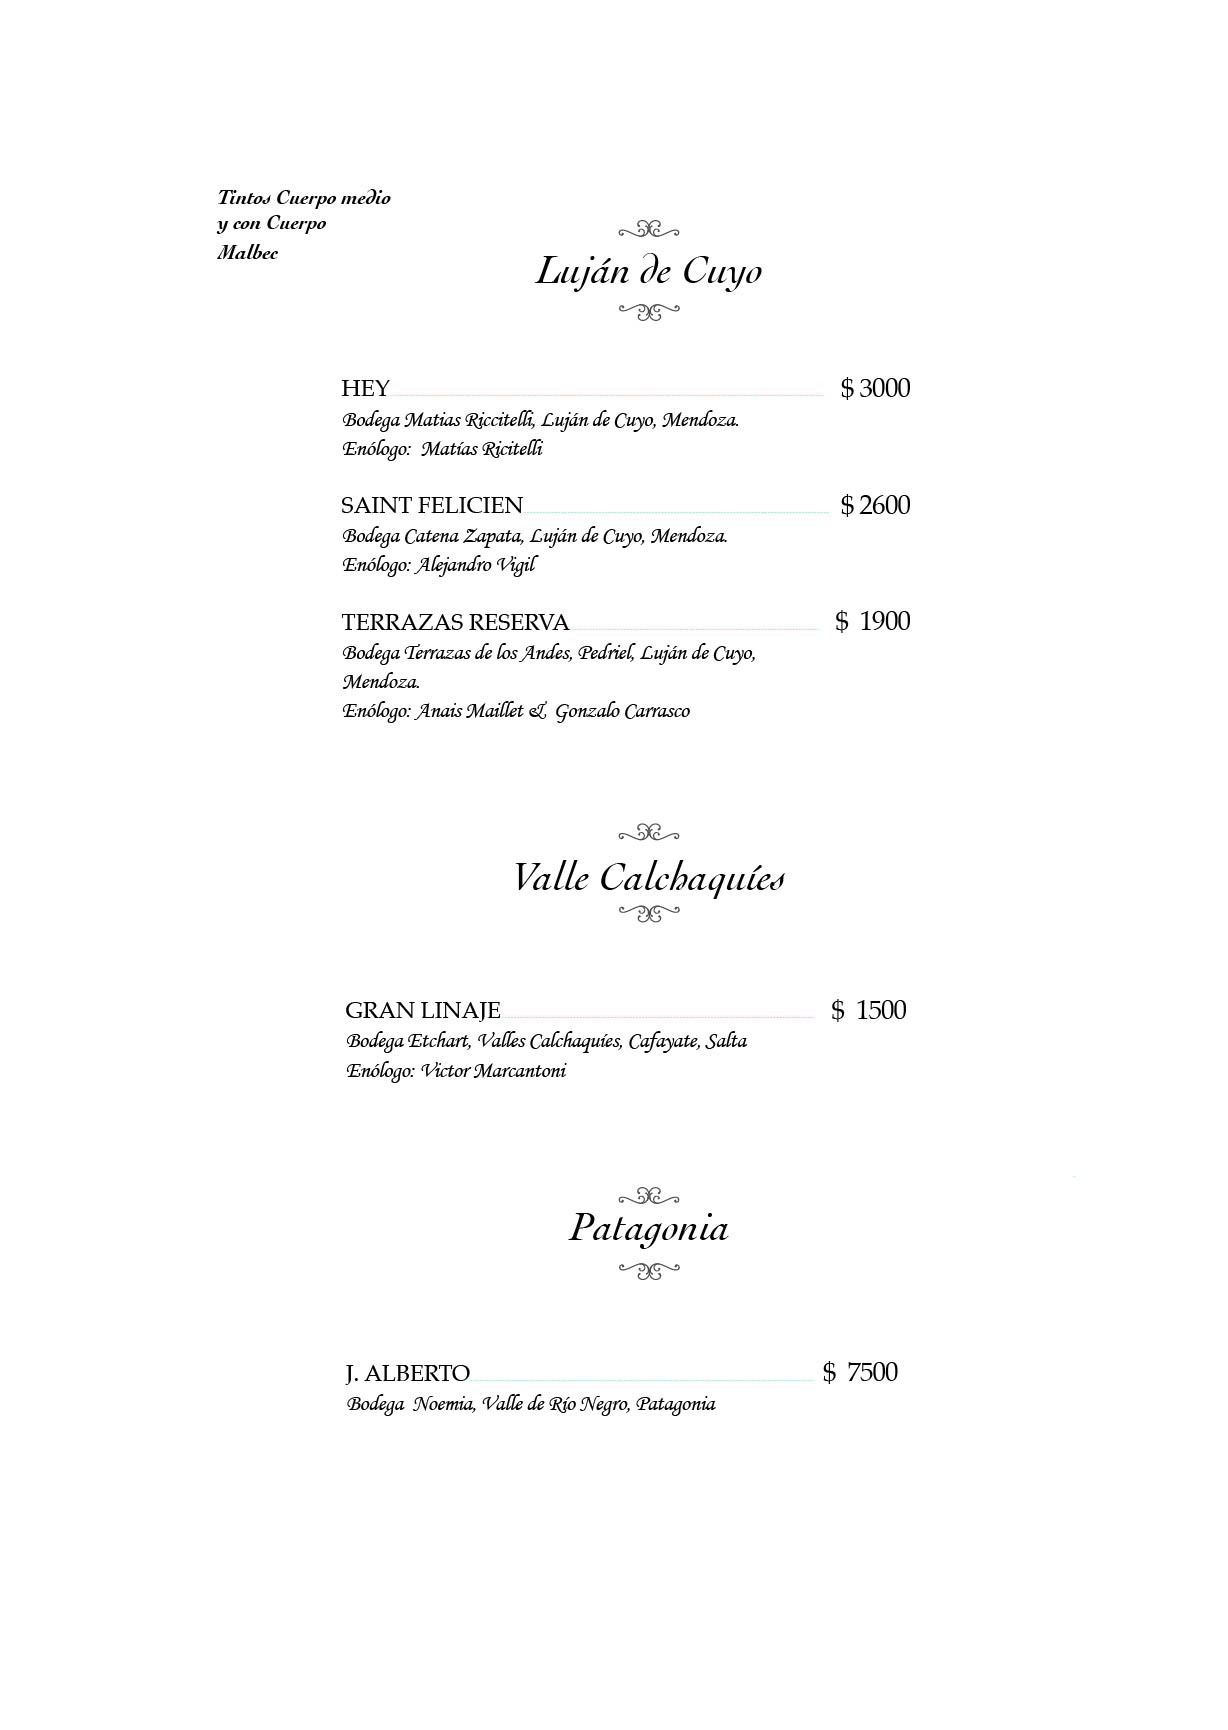 Tintos Cuerpo medio
y con Cuerpo
Malbec
Luján de Cuyo
HEY $ 3000
Bodega Matias Riccitelli, Luján de Cuyo, Mendoza.
Enólogo: Matías Ricitelli
SAINT FELICIEN $ 2600
Bodega Catena Zapata, Luján de Cuyo, Mendoza.
Enólogo: Alejandro Vigil
TERRAZAS RESERVA $ 1900
Bodega Terrazas de los Andes, Pedriel, Luján de Cuyo,
Mendoza.
Enólogo: Anais Maillet & Gonzalo Carrasco
Valle Calchaquíes
GRAN LINAJE $ 1500
Bodega Etchart, Valles Calchaquíes, Cafayate, Salta
Enólogo: Victor Marcantoni
Patagonia
J. ALBERTO $ 7500
Bodega Noemia, Valle de Río Negro, Patagonia